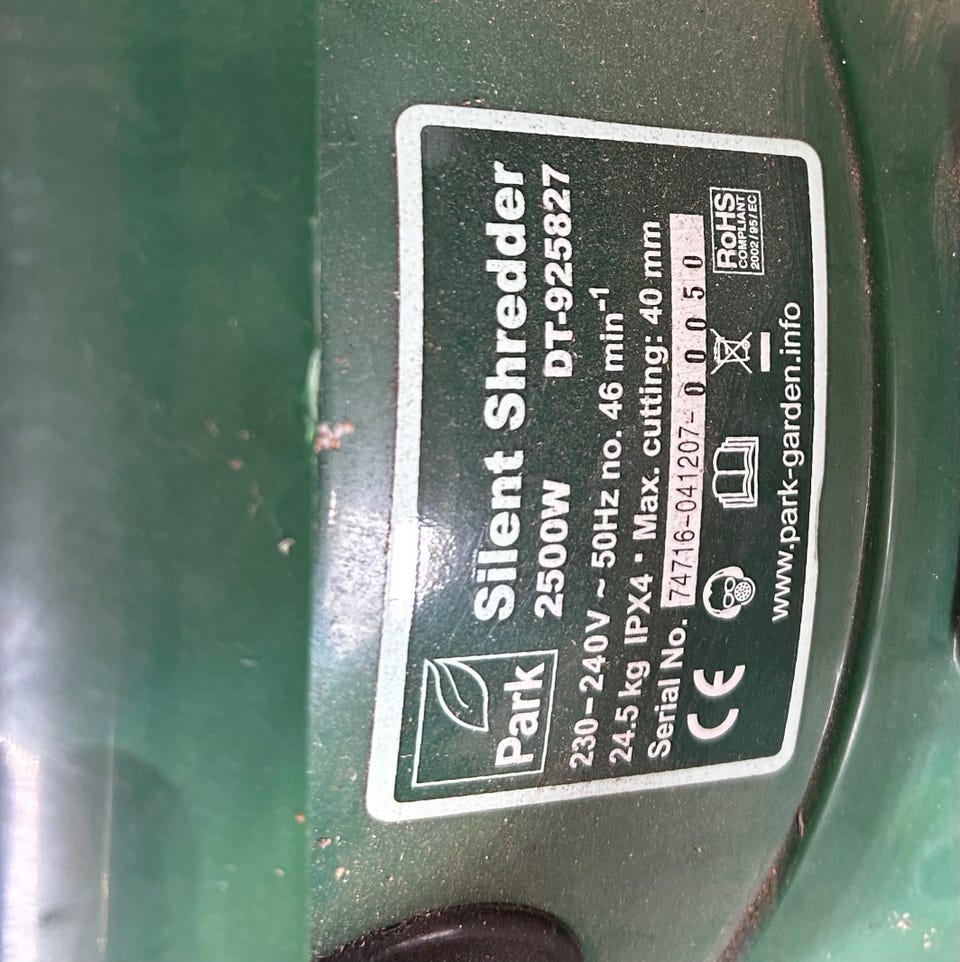 Park
Silent Shredder
2500W DT-925827
230-240V ~ 50Hz no. 46 min-1
24.5 kg IPX4 · Max. cutting: 40 mm
Serial No. 74716-041207-00050
CE
RoHS
COMPLIANT
2002/95/EC
www.park-garden.info